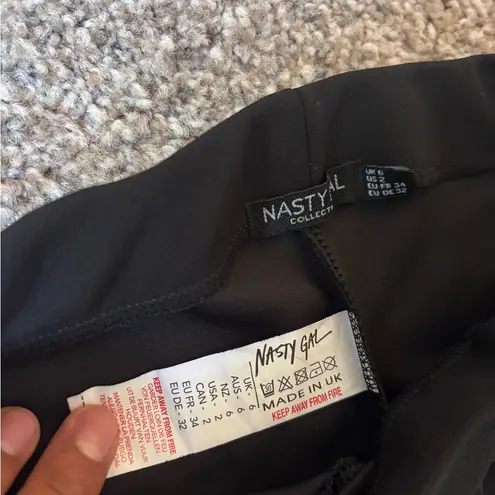 NASTY GAL
COLLECT
UK 6
US 2
EU FR 34
EU DE 32
NASTY GAL
MADE IN UK
KEEP AWAY FROM FIRE
UK- 6
AUS- 6
NZ- 6
USA- 2
CAN- 2
EU FR- 34
EU DE- 32
KEEP AWAY FROM FIRE